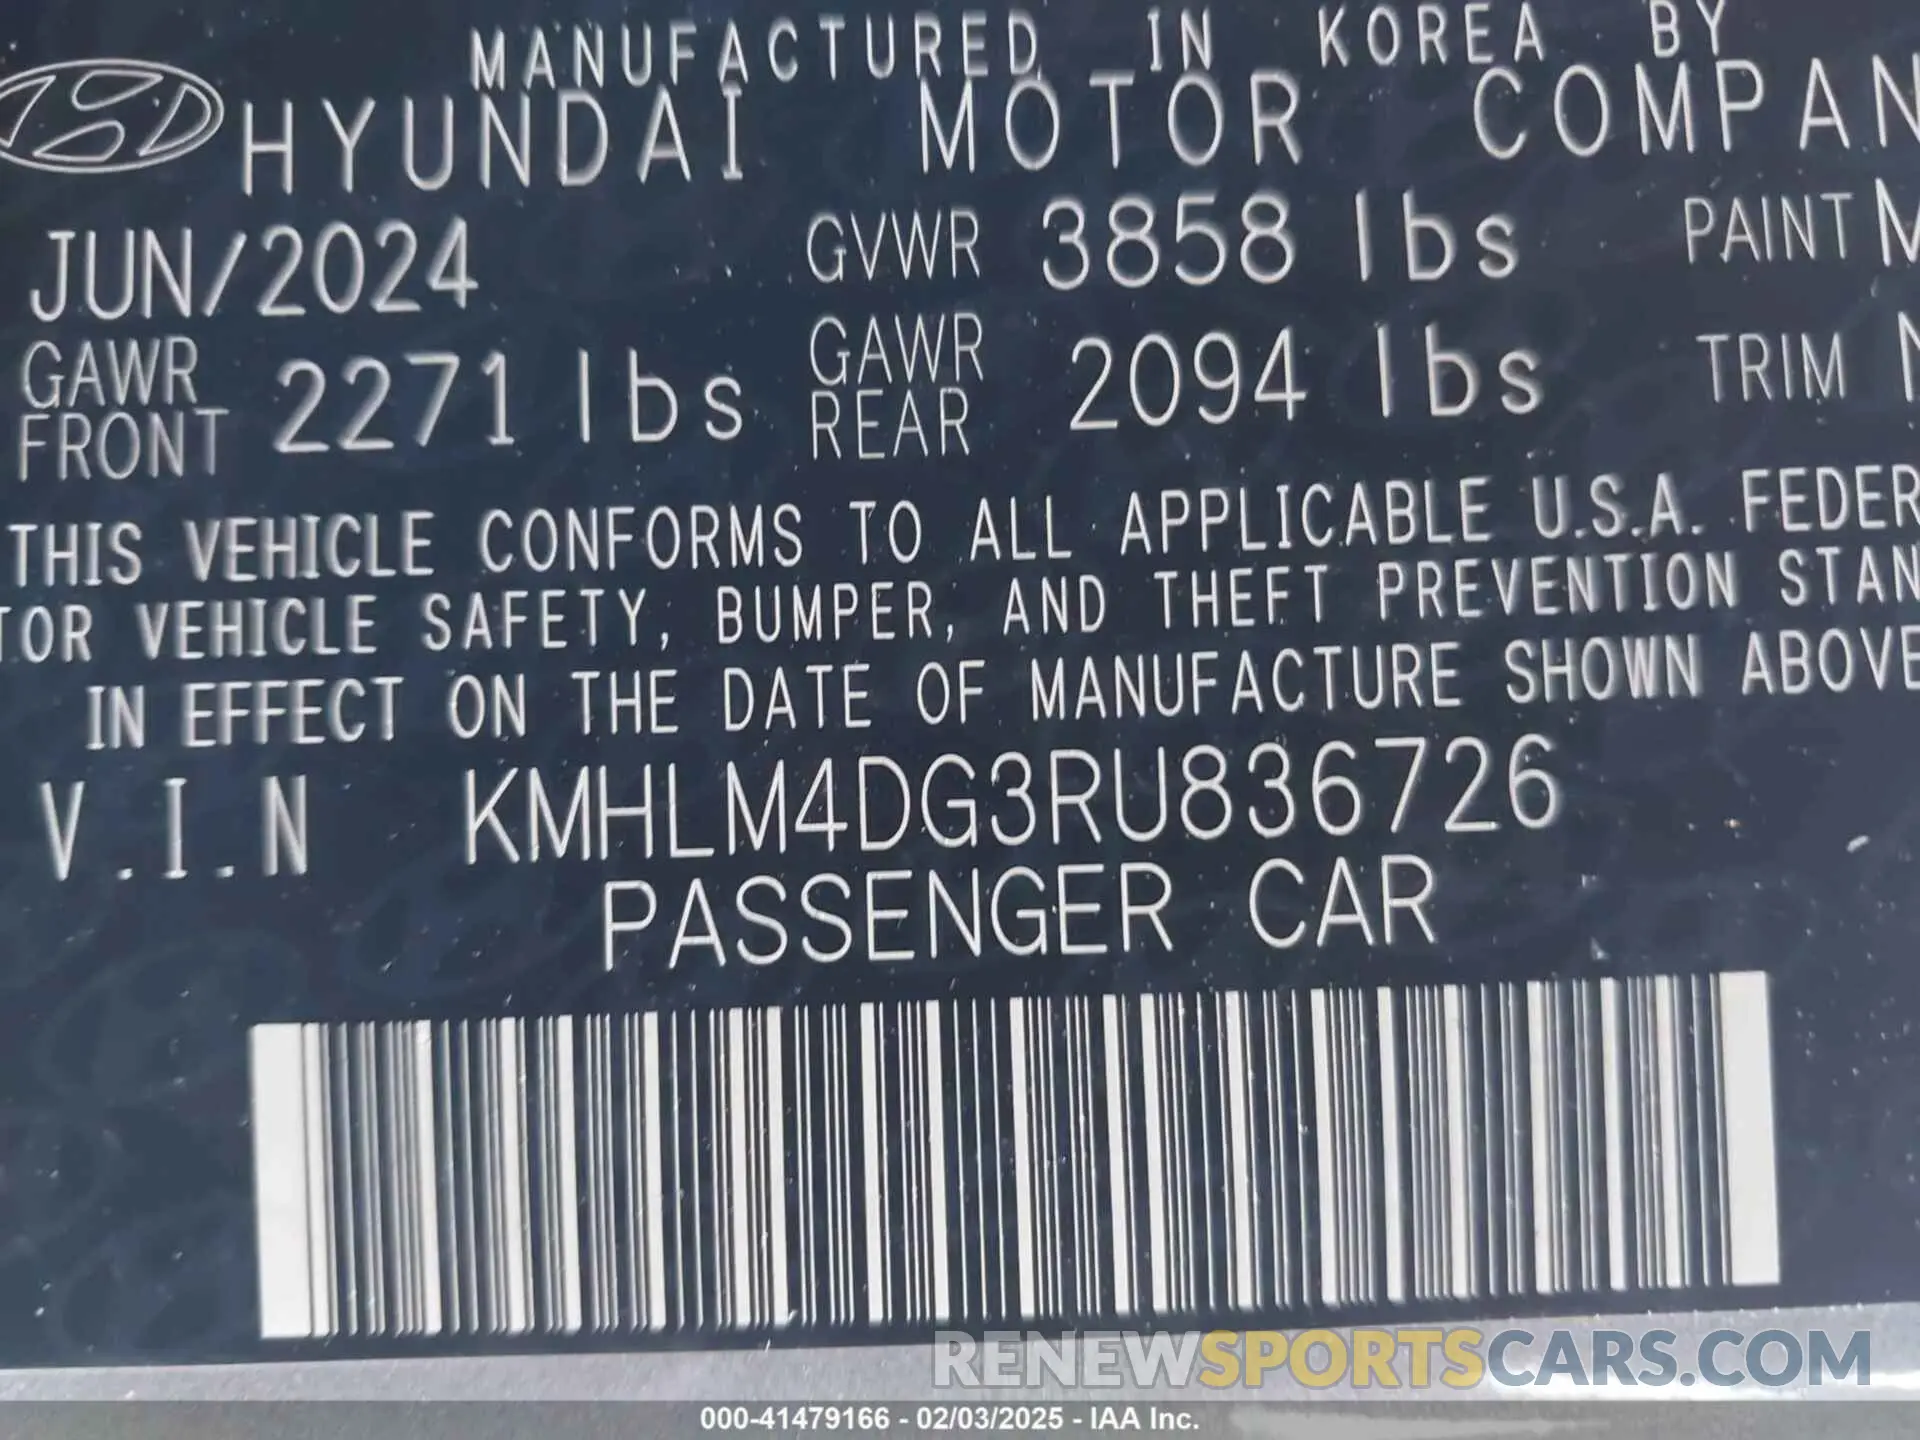 MANUFACTURED IN KOREA BY
HYUNDAI MOTOR COMPAN
JUN/2024 GVWR 3858 lbs PAINT M
GAWR FRONT 2271 lbs GAWR REAR 2094 lbs TRIM N
THIS VEHICLE CONFORMS TO ALL APPLICABLE U.S.A. FEDER
TOR VEHICLE SAFETY, BUMPER, AND THEFT PREVENTION STAN
IN EFFECT ON THE DATE OF MANUFACTURE SHOWN ABOVE
V.I.N KMHLM4DG3RU836726
PASSENGER CAR
RENEWSPORTSCARS.COM
000-41479166 - 02/03/2025 - IAA Inc.